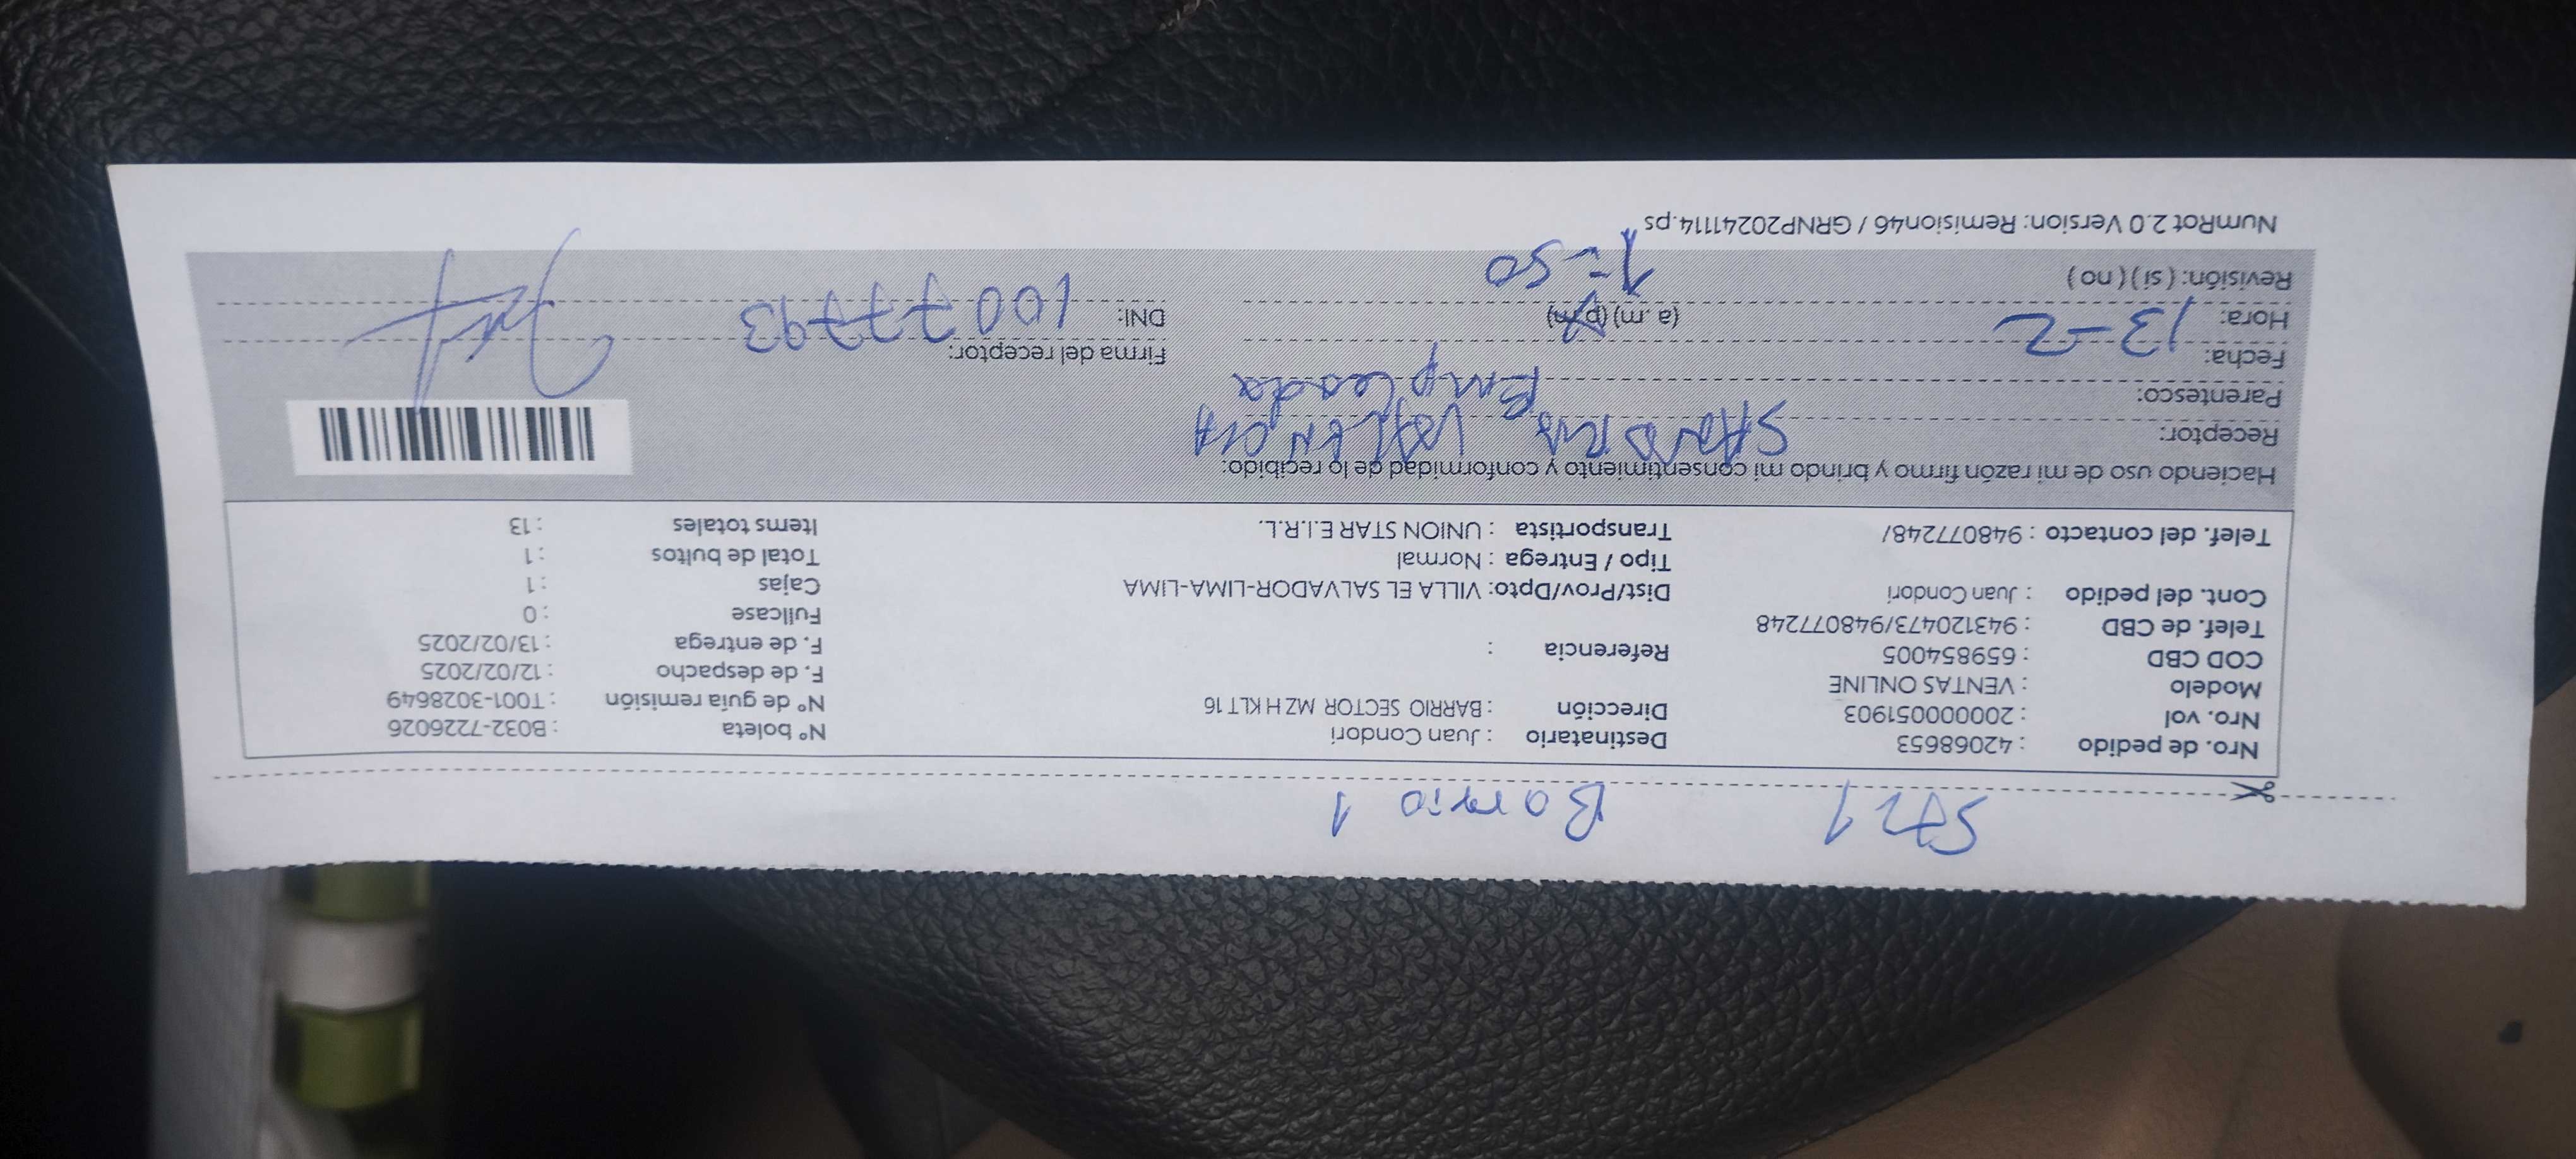 Set 1 Barrio 1
Nro. de pedido : 42068653 Destinatario : Juan Condori N° boleta : B032-7226026
Nro. vol : 20000051903 Dirección : BARRIO SECTOR MZ H KLT 16 N° de guía remisión : T001-3028649
Modelo : VENTAS ONLINE F. de despacho : 12/02/2025
COD CBD : 659854005 Referencia : F. de entrega : 13/02/2025
Telef. de CBD : 943120473/948077248 Fullcase : 0
Cont. del pedido : Juan Condori Dist/Prov/Dpto: VILLA EL SALVADOR-LIMA-LIMA Cajas : 1
Tipo / Entrega : Normal Total de bultos : 1
Telef. del contacto : 948077248/ Transportista : UNION STAR E.I.R.L. Items totales : 13
Haciendo uso de mi razón firmo y brindo mi consentimiento y conformidad de lo recibido:
Receptor: SANDRA VALENCIA
Parentesco: Empleada
Fecha: 13-2 Firma del receptor:
Hora: (a. m) (p.m) 1:50 DNI: 10077793
Revisión: ( si ) ( no )
NumRot 2.0 Version: Remision46 / GRNP20241114.ps